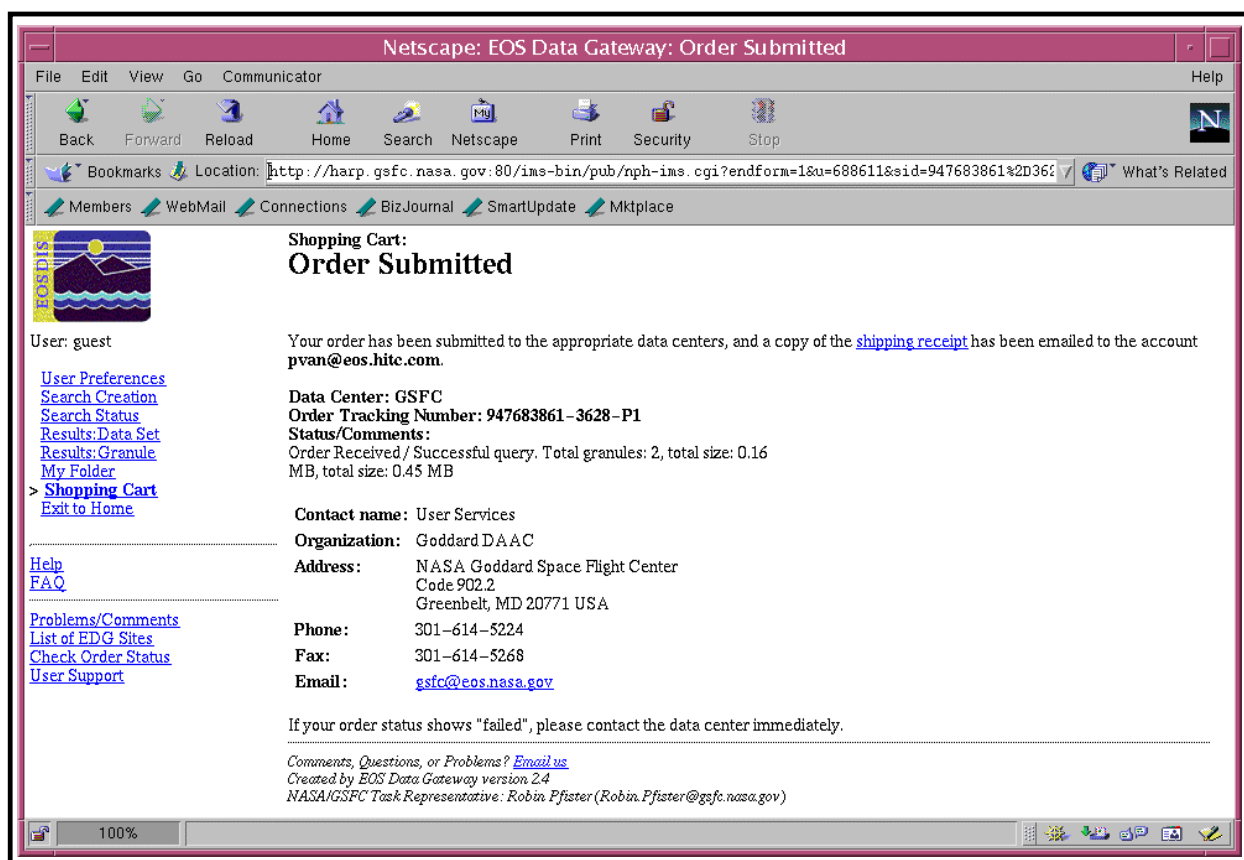 Netscape: EOS Data Gateway: Order Submitted
File Edit View Go Communicator Help
Back Forward Reload Home Search Netscape Print Security Stop
My
N
Bookmarks Location: http://harp.gsfc.nasa.gov:80/ims-bin/pub/nph-ims.cgi?endform=1&u=688611&sid=947683861%2D362 What's Related
Members WebMail Connections BizJournal SmartUpdate Mktplace
EOSDIS
User: guest
User Preferences
Search Creation
Search Status
Results:Data Set
Results:Granule
My Folder
> Shopping Cart
Exit to Home
Help
FAQ
Problems/Comments
List of EDG Sites
Check Order Status
User Support
Shopping Cart:
Order Submitted
Your order has been submitted to the appropriate data centers, and a copy of the shipping receipt has been emailed to the account
pvan@eos.hitc.com.
Data Center: GSFC
Order Tracking Number: 947683861-3628-P1
Status/Comments:
Order Received / Successful query. Total granules: 2, total size: 0.16
MB, total size: 0.45 MB
Contact name: User Services
Organization: Goddard DAAC
Address: NASA Goddard Space Flight Center
Code 902.2
Greenbelt, MD 20771 USA
Phone: 301-614-5224
Fax: 301-614-5268
Email: gsfc@eos.nasa.gov
If your order status shows "failed", please contact the data center immediately.
Comments, Questions, or Problems? Email us
Created by EOS Data Gateway version 2.4
NASA/GSFC Task Representative: Robin Pfister (Robin.Pfister@gsfc.nasa.gov)
100%